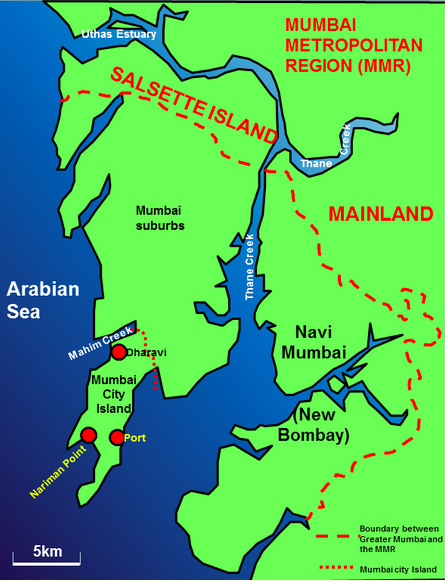 Uthas Estuary
MUMBAI
METROPOLITAN
REGION (MMR)
SALSETTE ISLAND
Thane
Creek
Mumbai
suburbs
MAINLAND
Thane Creek
Arabian
Sea
Mahim Creek
Dharavi
Navi
Mumbai
Mumbai
City
Island
(New
Bombay)
Nariman Point
Port
Boundary between
Greater Mumbai and
the MMR
5km
Mumbai city Island